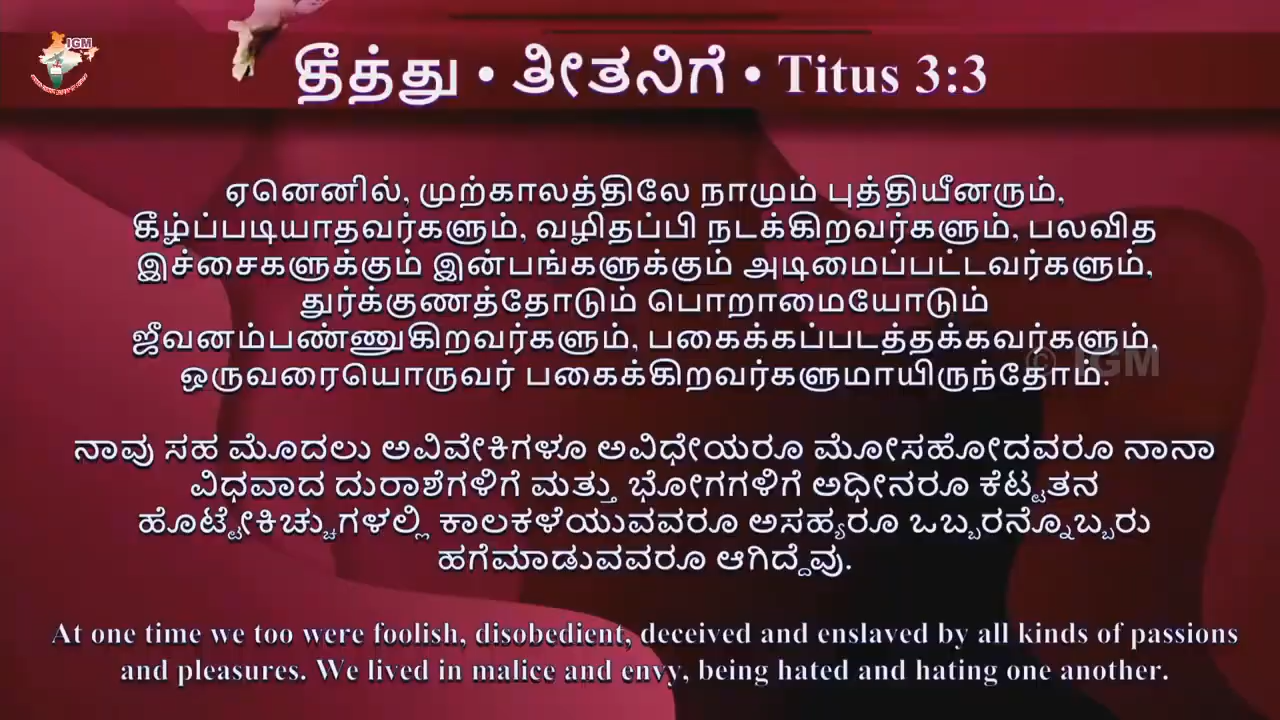 IGM
தீத்து • ತೀತನಿಗೆ • Titus 3:3
ஏனெனில், முற்காலத்திலே நாமும் புத்தியீனரும்,
கீழ்ப்படியாதவர்களும், வழிதப்பி நடக்கிறவர்களும், பலவித
இச்சைகளுக்கும் இன்பங்களுக்கும் அடிமைப்பட்டவர்களும்,
துர்க்குணத்தோடும் பொறாமையோடும்
ஜீவனம்பண்ணுகிறவர்களும், பகைக்கப்படத்தக்கவர்களும்,
ஒருவரையொருவர் பகைக்கிறவர்களுமாயிருந்தோம்.
© IGM
ನಾವು ಸಹ ಮೊದಲು ಅವಿವೇಕಿಗಳೂ ಅವಿಧೇಯರೂ ಮೋಸಹೋದವರೂ ನಾನಾ
ವಿಧವಾದ ದುರಾಶೆಗಳಿಗೆ ಮತ್ತು ಭೋಗಗಳಿಗೆ ಅಧೀನರೂ ಕೆಟ್ಟತನ
ಹೊಟ್ಟೇಕಿಚ್ಚುಗಳಲ್ಲಿ ಕಾಲಕಳೆಯುವವರೂ ಅಸಹ್ಯರೂ ಒಬ್ಬರನ್ನೊಬ್ಬರು
ಹಗೆಮಾಡುವವರೂ ಆಗಿದ್ದೆವು.
At one time we too were foolish, disobedient, deceived and enslaved by all kinds of passions
and pleasures. We lived in malice and envy, being hated and hating one another.